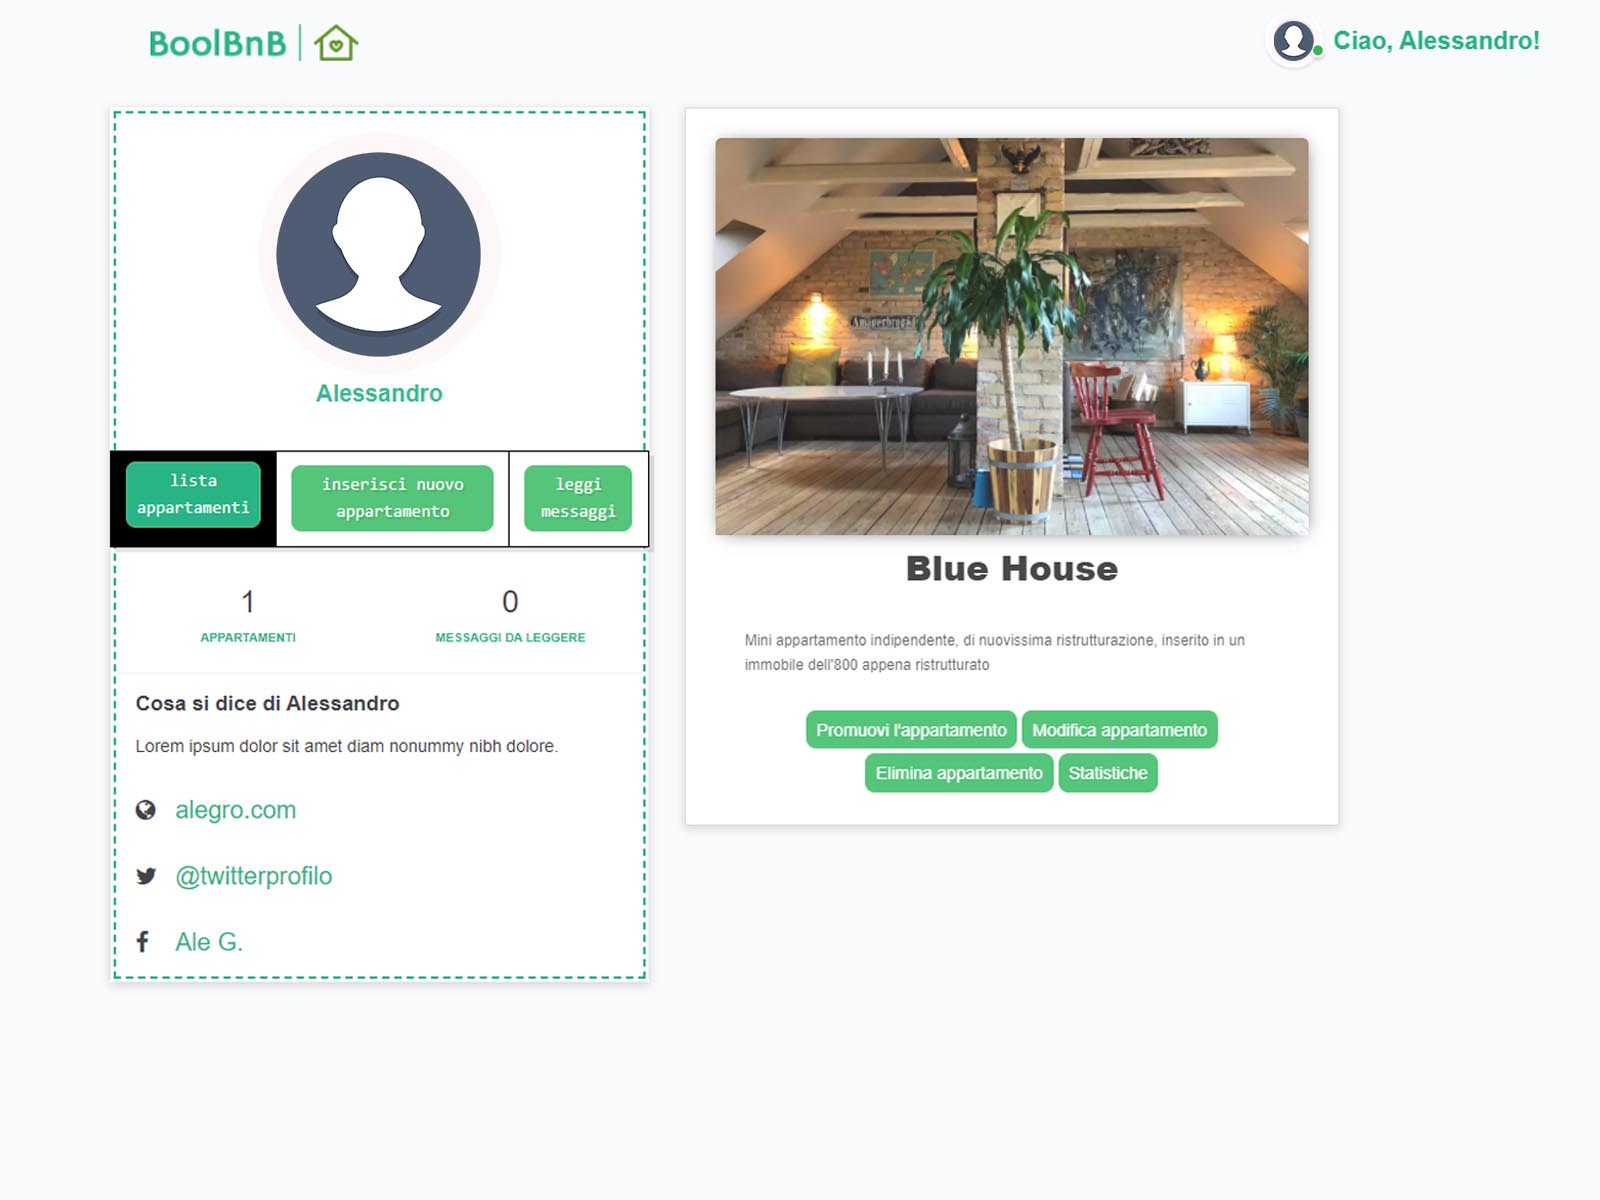 BoolBnB
Ciao, Alessandro!
Alessandro
lista
appartamenti
inserisci nuovo
appartamento
leggi
messaggi
1
APPARTAMENTI
0
MESSAGGI DA LEGGERE
Cosa si dice di Alessandro
Lorem ipsum dolor sit amet diam nonummy nibh dolore.
alegro.com
@twitterprofilo
Ale G.
Blue House
Mini appartamento indipendente, di nuovissima ristrutturazione, inserito in un
immobile dell'800 appena ristrutturato
Promuovi l'appartamento
Modifica appartamento
Elimina appartamento
Statistiche